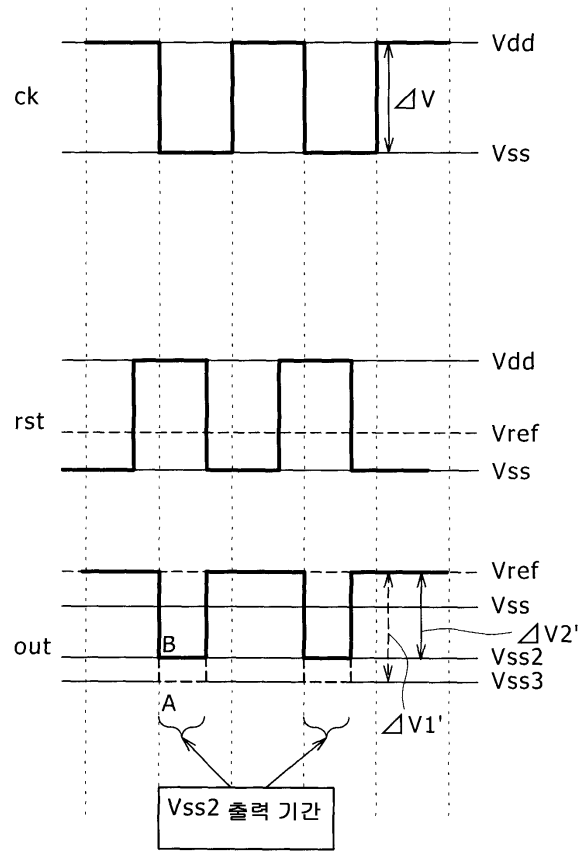 Vdd
ck
⊿V
Vss
Vdd
rst
Vref
Vss
Vref
Vss
⊿V2'
out
B
Vss2
Vss3
A
⊿V1'
Vss2 출력 기간